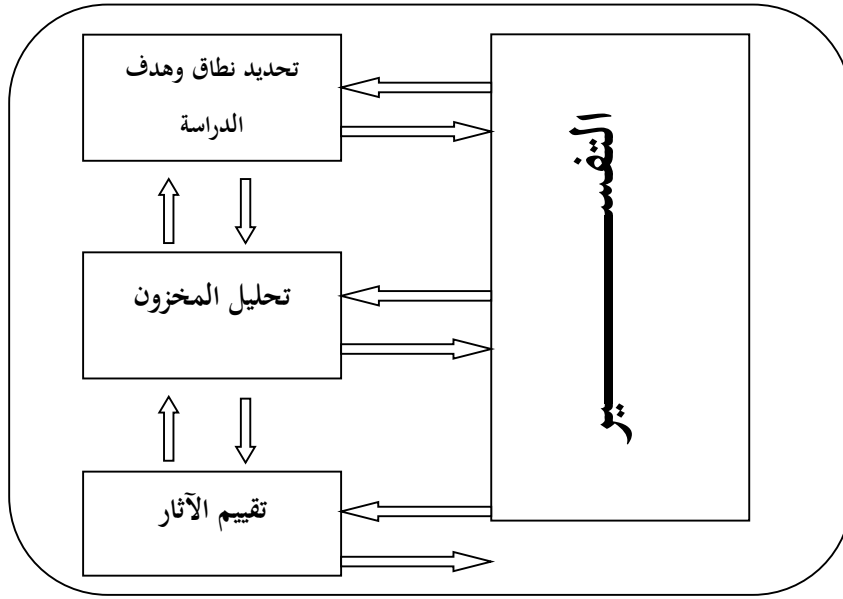 تحديد نطاق وهدف
الدراسة
التفسير
تحليل المخزون
تقييم الآثار